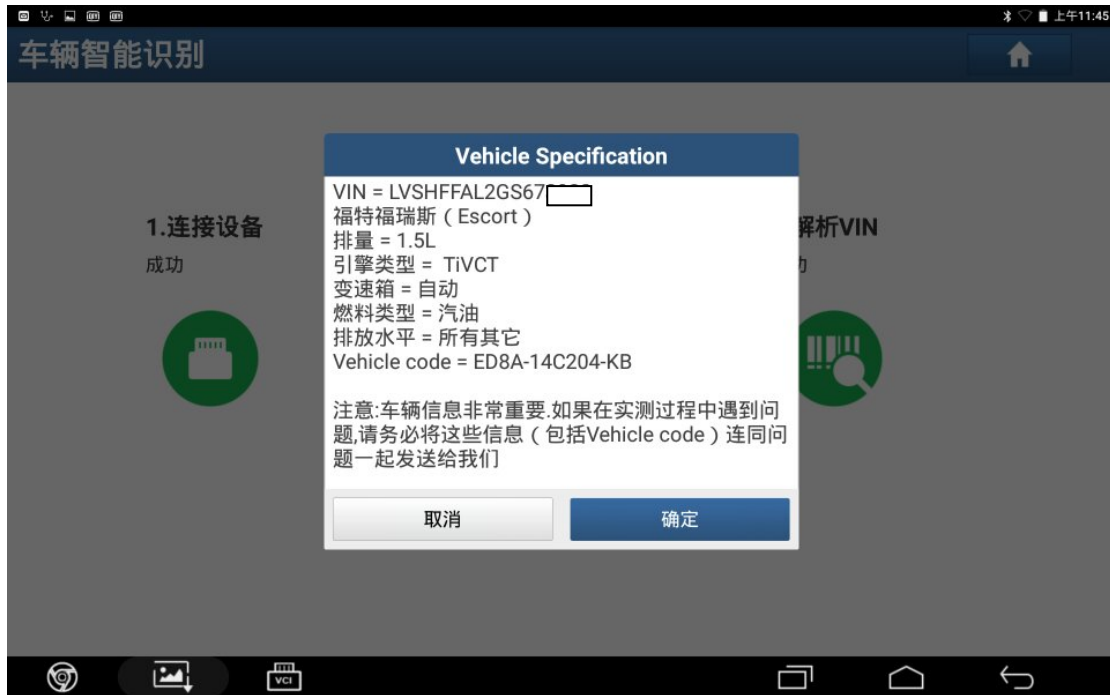 上午11:45
车辆智能识别
Vehicle Specification
VIN = LVSHFFAL2GS67
福特福瑞斯（Escort）
排量 = 1.5L
引擎类型 = TiVCT
变速箱 = 自动
燃料类型 = 汽油
排放水平 = 所有其它
Vehicle code = ED8A-14C204-KB
注意:车辆信息非常重要.如果在实测过程中遇到问
题,请务必将这些信息（包括Vehicle code）连同问
题一起发送给我们
取消
确定
1.连接设备
成功
解析VIN
VCI